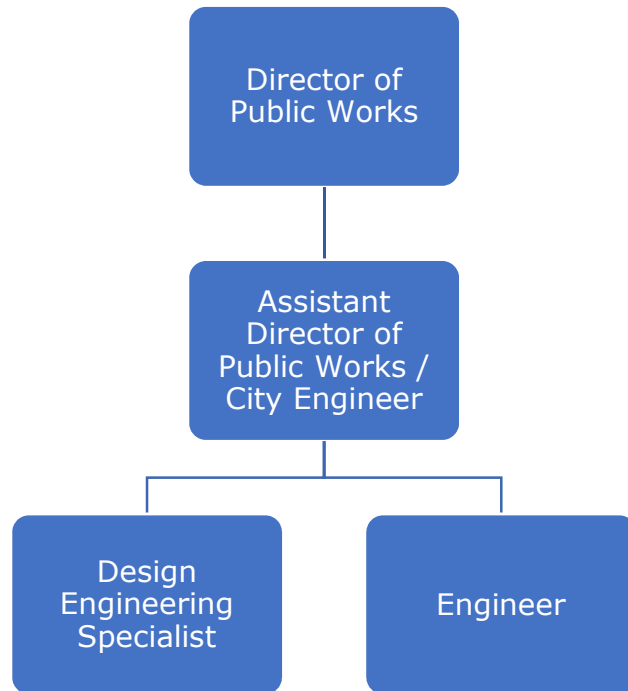 Director of
Public Works
Assistant
Director of
Public Works /
City Engineer
Design
Engineering
Specialist
Engineer